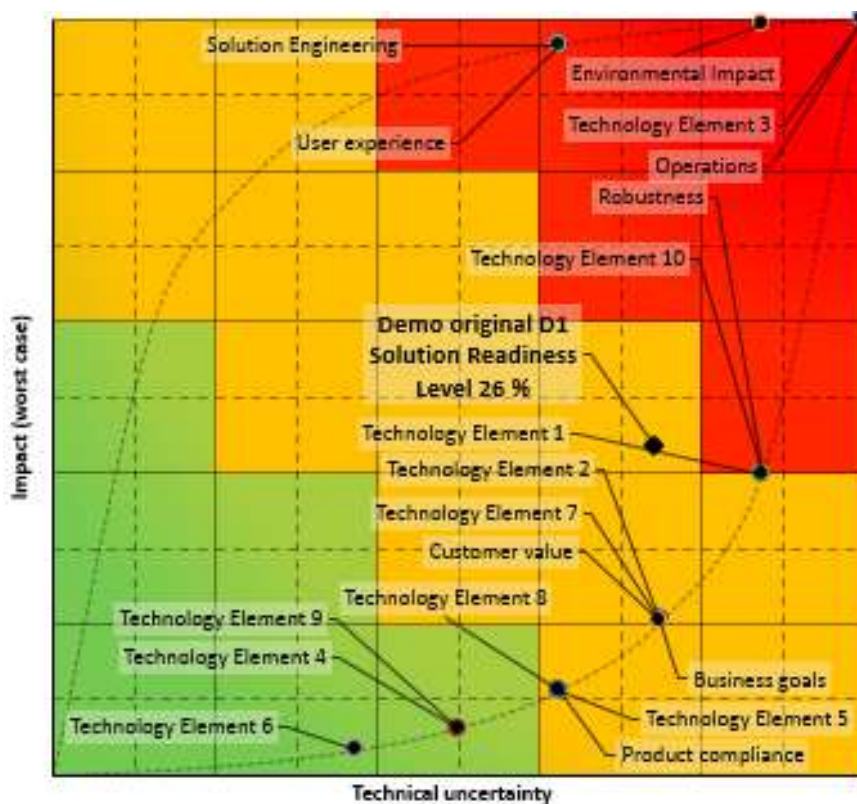 Solution Engineering
Environmental Impact
Technology Element 3
User experience
Operations
Robustness
Technology Element 10
Demo original D1
Solution Readiness
Level 26 %
Technology Element 1
Technology Element 2
Technology Element 7
Customer value
Technology Element 8
Technology Element 9
Technology Element 4
Business goals
Technology Element 5
Technology Element 6
Product compliance
Impact (worst case)
Technical uncertainty